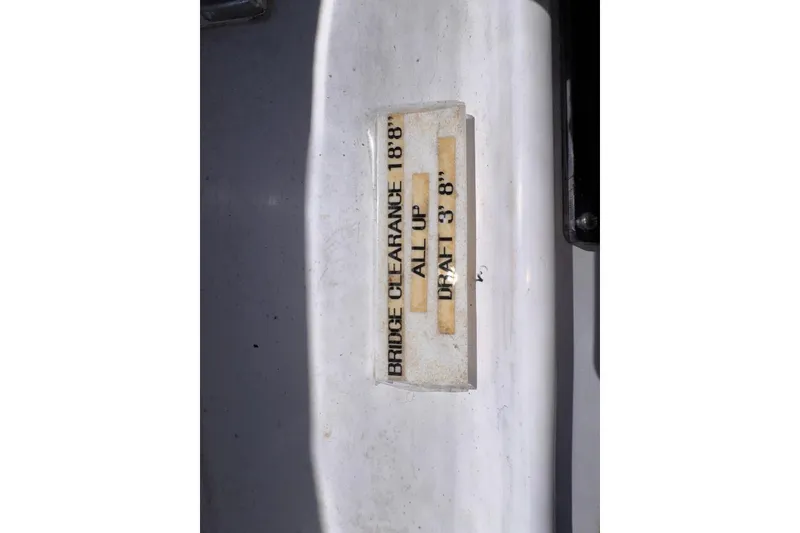 BRIDGE CLEARANCE 18'8"
ALL UP
DRAFT 3' 8"